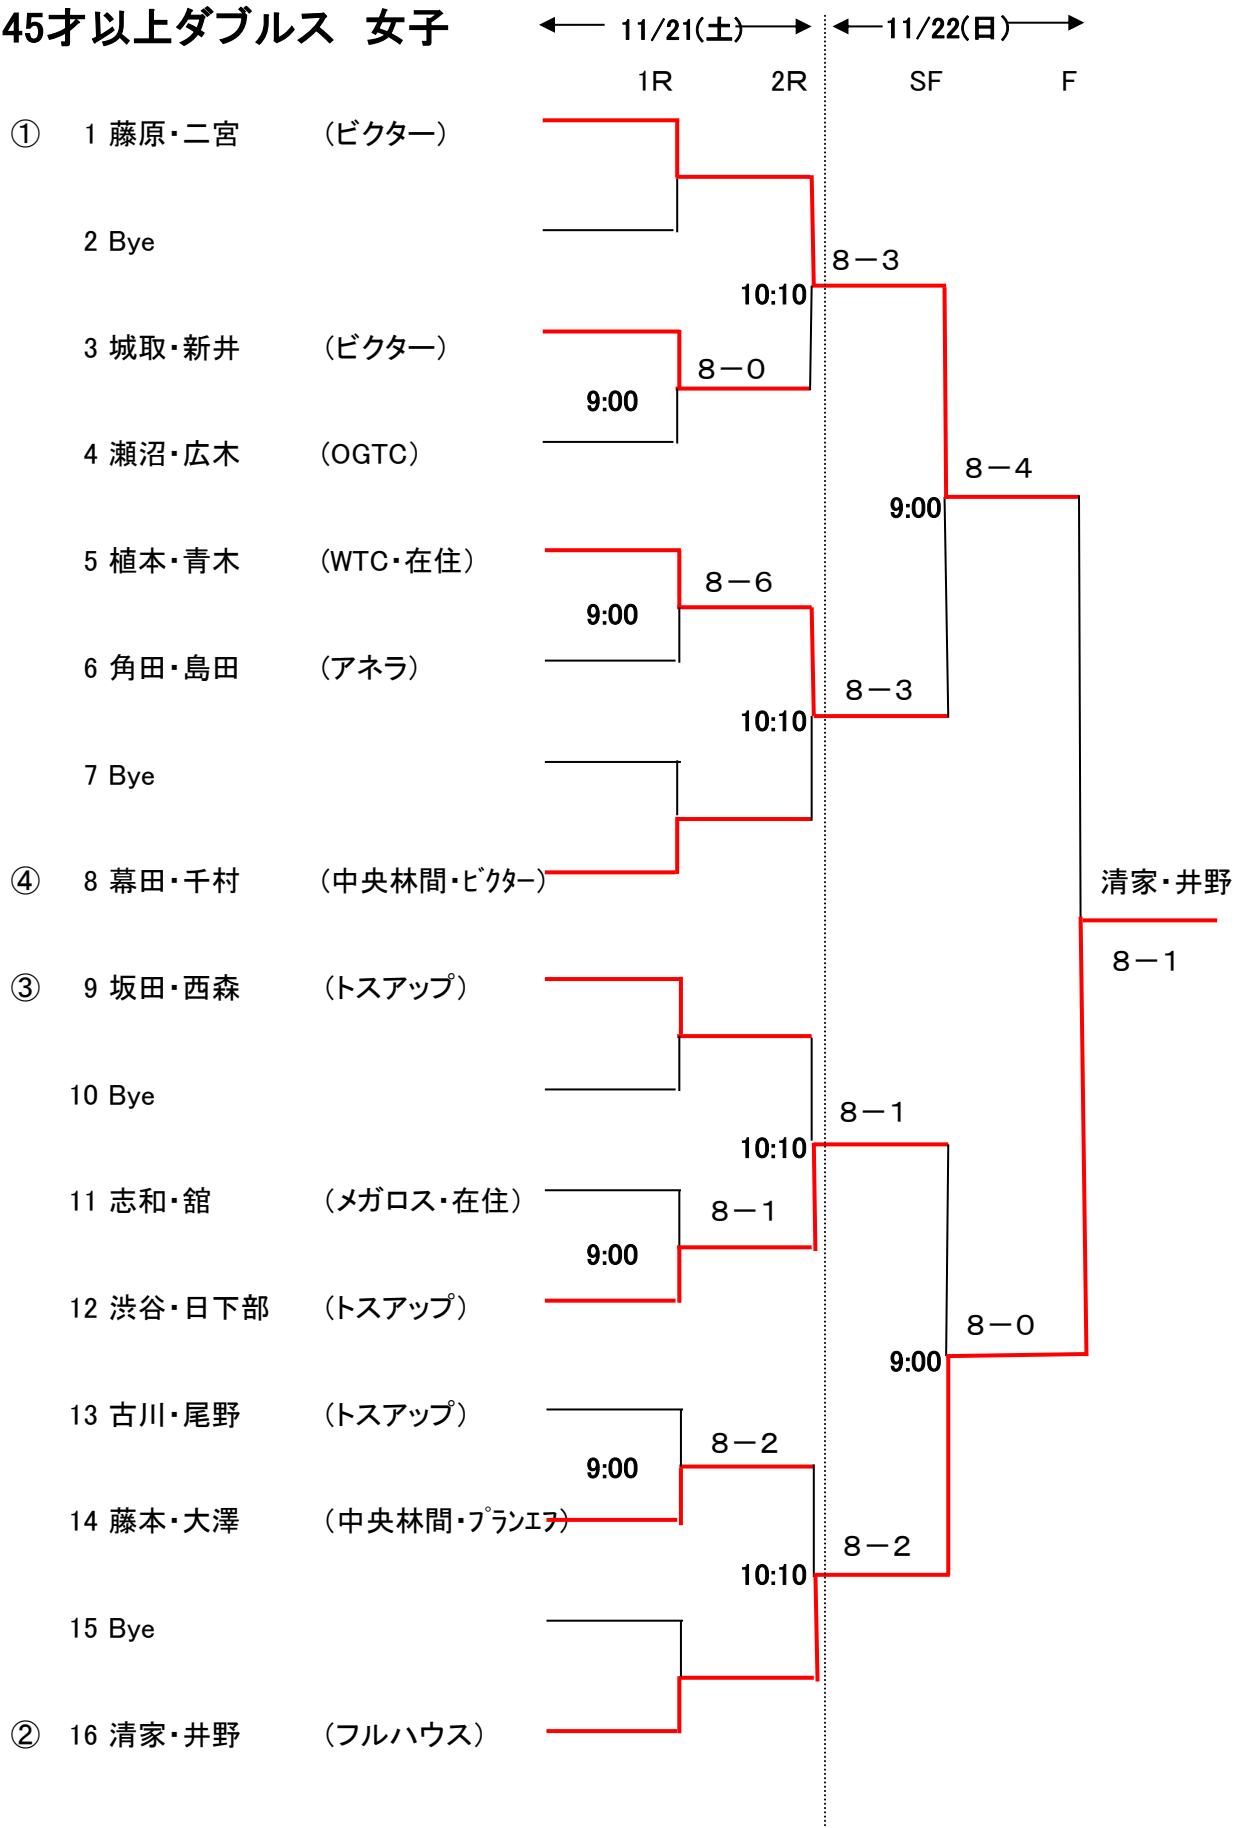 45才以上ダブルス 女子
11/21(土) 11/22(日)
1R 2R SF F
① 1 藤原・二宮 (ビクター)
2 Bye
8-3
10:10
3 城取・新井 (ビクター)
8-0
9:00
4 瀬沼・広木 (OGTC)
8-4
9:00
5 植本・青木 (WTC・在住)
8-6
9:00
6 角田・島田 (アネラ)
8-3
10:10
7 Bye
④ 8 幕田・千村 (中央林間・ビクター)
清家・井野
8-1
③ 9 坂田・西森 (トスアップ)
10 Bye
8-1
10:10
11 志和・舘 (メガロス・在住)
8-1
9:00
12 渋谷・日下部 (トスアップ)
8-0
9:00
13 古川・尾野 (トスアップ)
8-2
9:00
14 藤本・大澤 (中央林間・プランエフ)
8-2
10:10
15 Bye
② 16 清家・井野 (フルハウス)